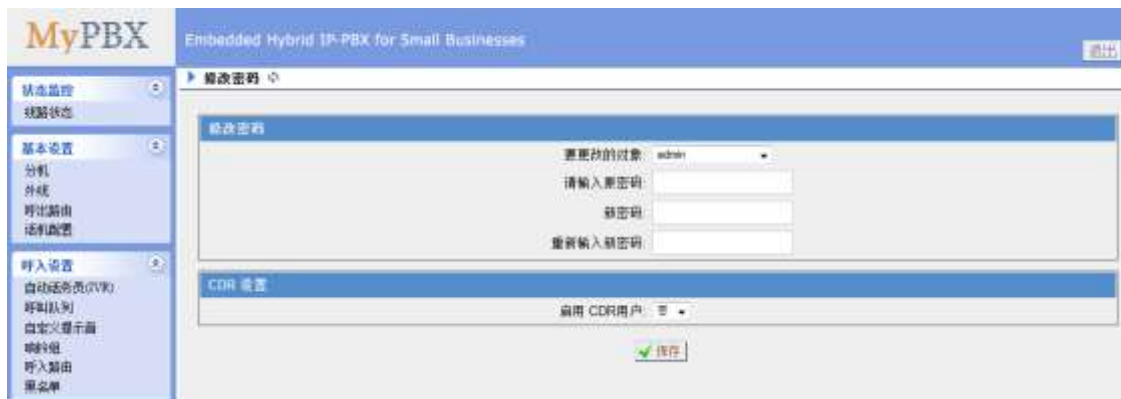 MyPBX
Embedded Hybrid IP-PBX for Small Businesses
退出
状态监控
线路状态
基本设置
分机
外线
呼出路由
话机配置
呼入设置
自动话务员(IVR)
呼叫队列
自定义提示音
响铃组
呼入路由
黑名单
修改密码
修改密码
要更改的对象: admin
请输入原密码:
新密码:
重新输入新密码:
CDR 设置
启用 CDR用户: 否
保存